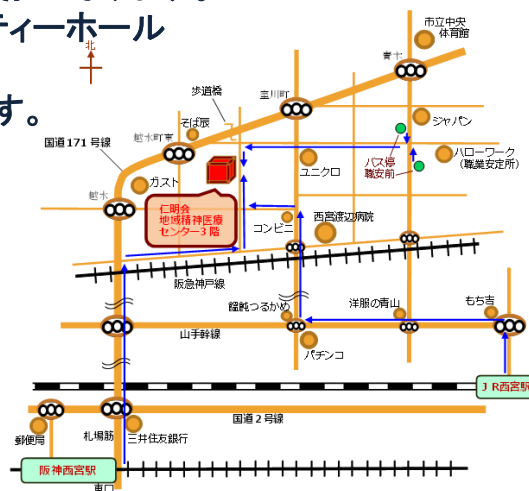 ティーホール
す。
北
市立中央
体育館
青木
歩道橋
室川町
ジャパン
そば辰
越水町東
国道171号線
バス停
職安前
ハローワーク
（職業安定所）
ユニクロ
ガスト
越水
仁明会
地域精神医療
センター3階
コンビニ
西宮渡辺病院
阪急神戸線
饂飩つるかめ
洋服の青山
もち吉
山手幹線
パチンコ
JR西宮駅
国道2号線
郵便局
札場筋
三井住友銀行
阪神西宮駅
東口